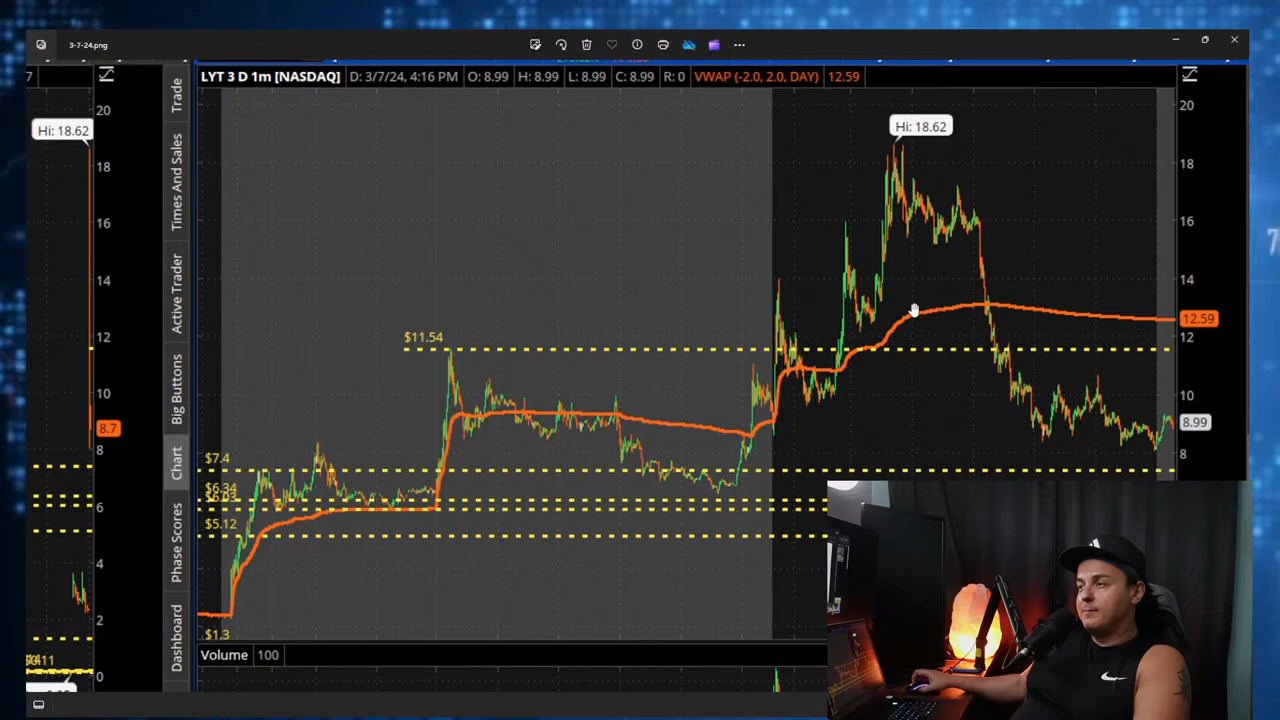 3-7-24.png
LYT 3 D 1m [NASDAQ] D: 3/7/24, 4:16 PM O: 8.99 H: 8.99 L: 8.99 C: 8.99 R: 0 VWAP (-2.0, 2.0, DAY) 12.59
Hi: 18.62
20
18
16
14
12
10
8.7
8
6
4
2
0
Trade
Times And Sales
Active Trader
Big Buttons
Chart
Phase Scores
Dashboard
Hi: 18.62
$11.54
$7.4
$6.34
$6.03
$5.12
$1.3
20
18
16
14
12.59
12
10
8.99
8
Volume 100